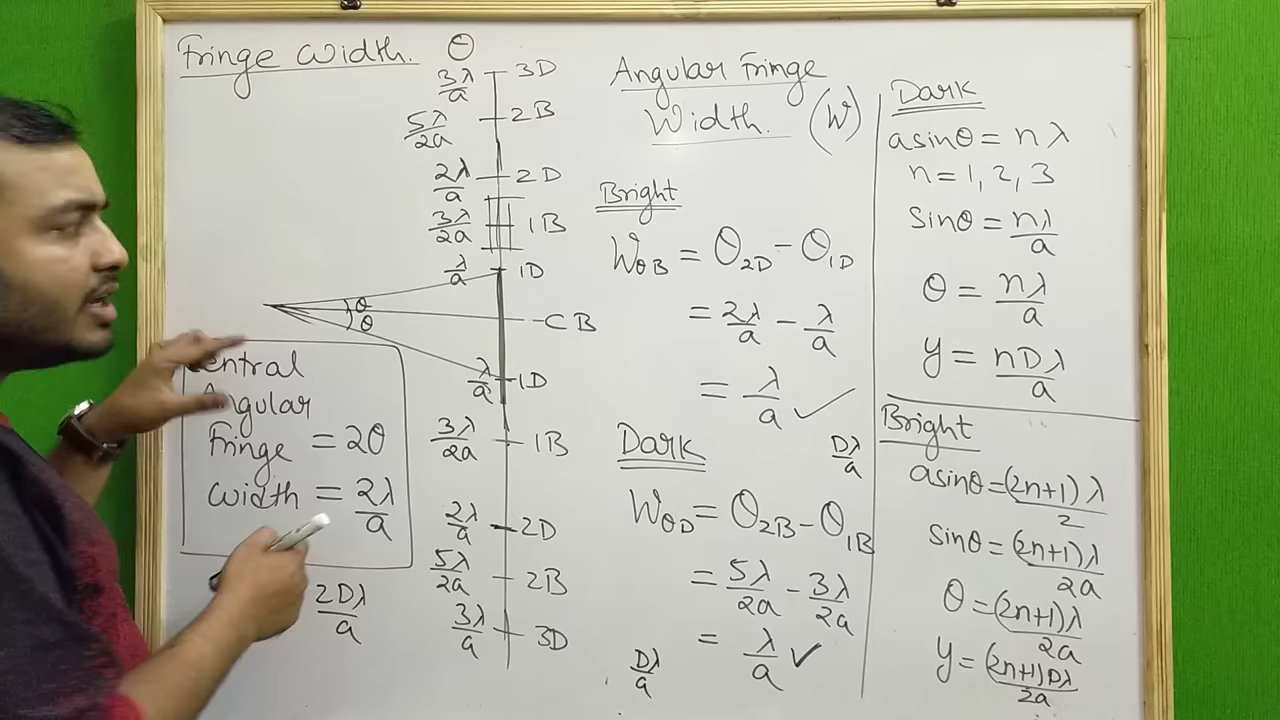 Fringe Width. θ
3λ/a 3D
5λ/2a 2B
2λ/a 2D
3λ/2a 1B
λ/a 1D
θ
θ
CB
λ/a 1D
3λ/2a 1B
2λ/a 2D
5λ/2a 2B
3λ/a 3D
entral
Angular
Fringe = 2θ
Width = 2λ/a
2Dλ/a
Angular Fringe
Width. (W)
Bright
WθB = θ2D - θ1D
= 2λ/a - λ/a
= λ/a ✓
Dλ/a
Dark
WθD = θ2B - θ1B
= 5λ/2a - 3λ/2a
= λ/a ✓
Dλ/a
Dark
asinθ = nλ
n = 1, 2, 3
Sinθ = nλ/a
θ = nλ/a
y = nDλ/a
Bright
asinθ = (2n+1)λ/2
Sinθ = (2n+1)λ/2a
θ = (2n+1)λ/2a
y = (2n+1)Dλ/2a